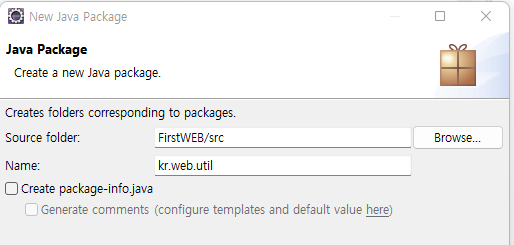 New Java Package
Java Package
Create a new Java package.
Creates folders corresponding to packages.
Source folder: FirstWEB/src Browse...
Name: kr.web.util
Create package-info.java
Generate comments (configure templates and default value here)